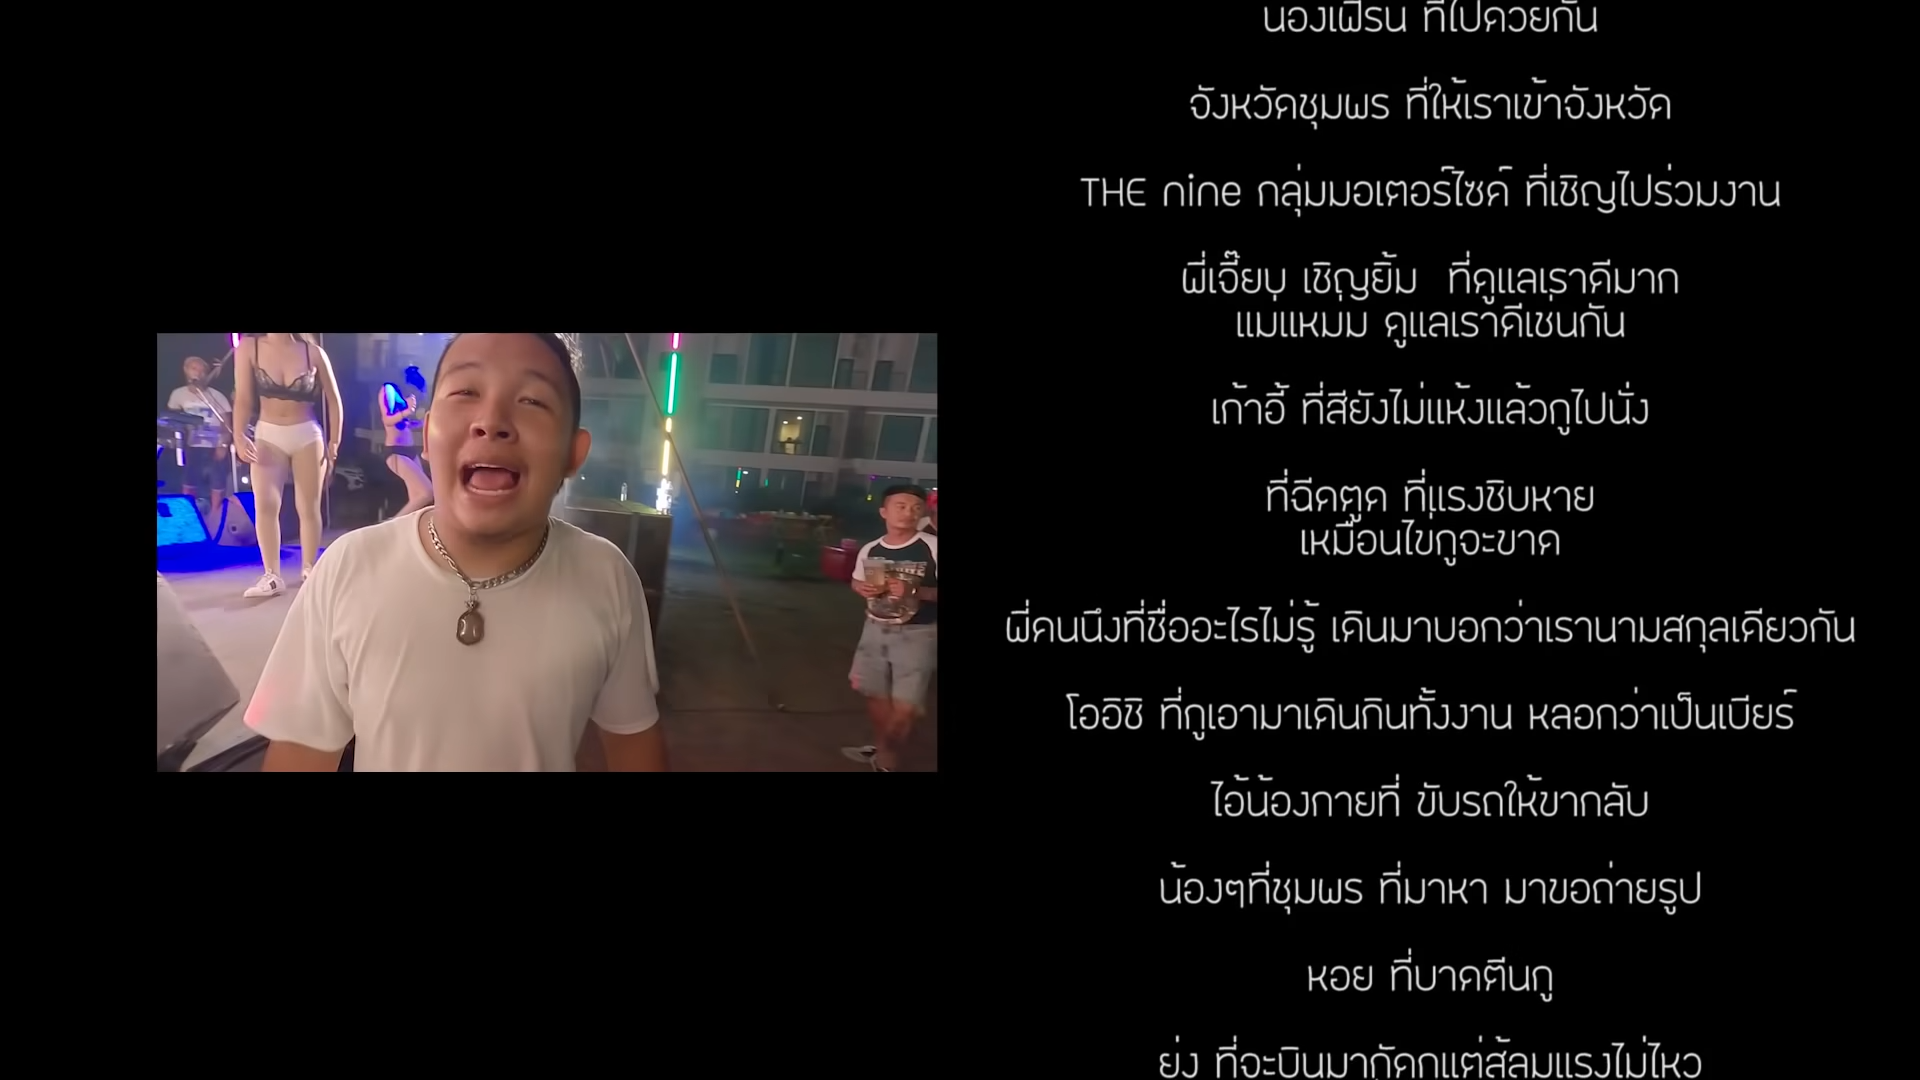 น้องเฟิร์น ที่ไปด้วยกัน
จังหวัดชุมพร ที่ให้เราเข้าจังหวัด
THE nine กลุ่มมอเตอร์ไซค์ ที่เชิญไปร่วมงาน
พี่เจี๊ยบ เชิญยิ้ม ที่ดูแลเราดีมาก
แม่แหม่ม ดูแลเราดีเช่นกัน
เก้าอี้ ที่สียังไม่แห้งแล้วกูไปนั่ง
ที่ฉีดตูด ที่แรงชิบหาย
เหมือนไข่กูจะขาด
พี่คนนึงที่ชื่ออะไรไม่รู้ เดินมาบอกว่าเรานามสกุลเดียวกัน
โออิชิ ที่กูเอามาเดินกินทั้งงาน หลอกว่าเป็นเบียร์
ไอ้น้องกายที่ ขับรถให้ขากลับ
น้องๆที่ชุมพร ที่มาหา มาขอถ่ายรูป
หอย ที่บาดตีนกู
ย่ง ที่จะบินมากัดกูแต่สู้ลมแรงไม่ไหว